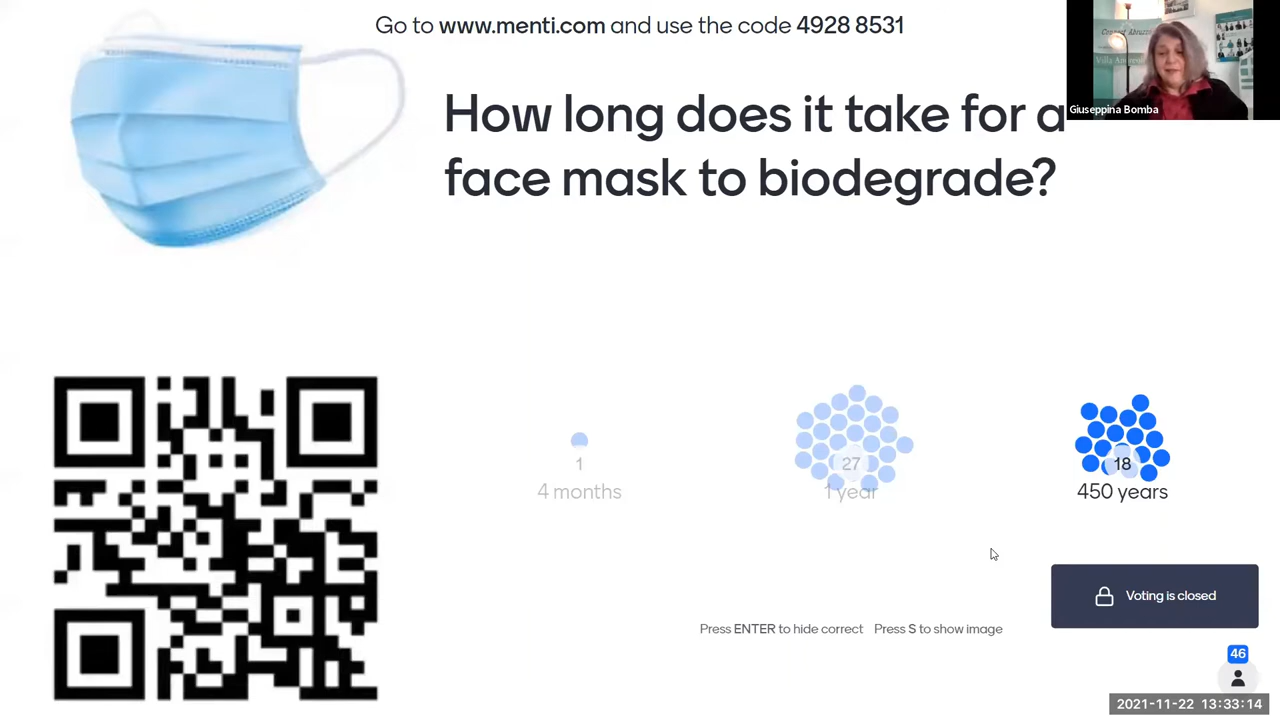 Go to www.menti.com and use the code 4928 8531
Giuseppina Bomba
How long does it take for a
face mask to biodegrade?
1
4 months
27
1 year
18
450 years
Voting is closed
Press ENTER to hide correct Press S to show image
46
2021-11-22 13:33:14